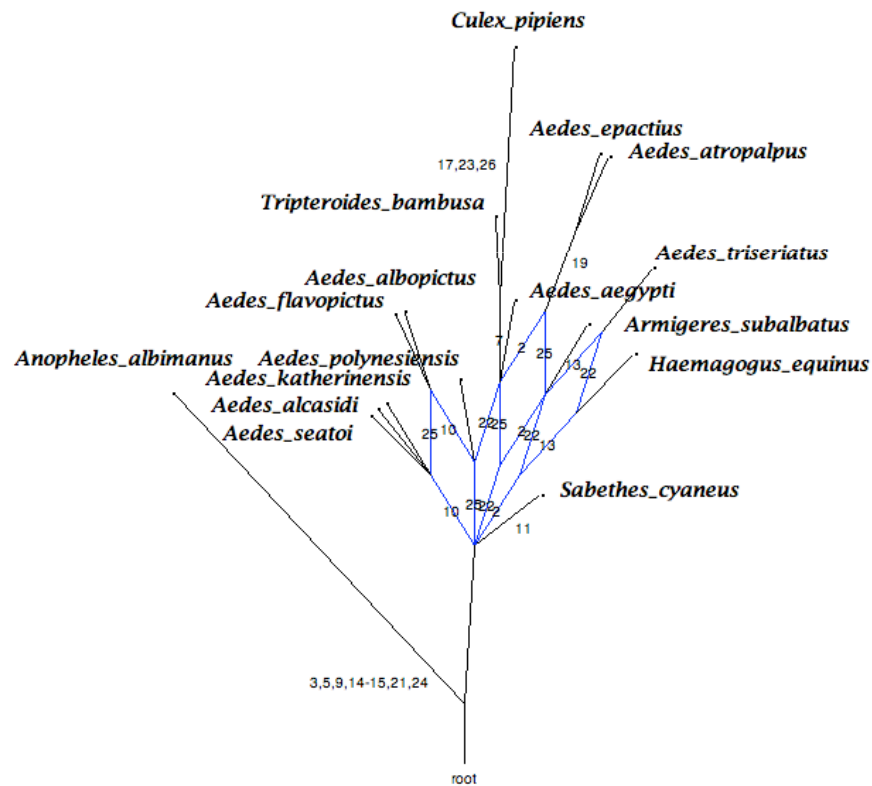 Culex_pipiens
Aedes_epactius
Aedes_atropalpus
17,23,26
Tripteroides_bambusa
Aedes_triseriatus
19
Aedes_albopictus
Aedes_aegypti
Aedes_flavopictus
Armigeres_subalbatus
7
2
25
Anopheles_albimanus
Aedes_polynesiensis
13
Haemagogus_equinus
22
Aedes_katherinensis
Aedes_alcasidi
Aedes_seatoi
25
10
22
25
2
22
13
Sabethes_cyaneus
10
25
22
2
11
3,5,9,14-15,21,24
root